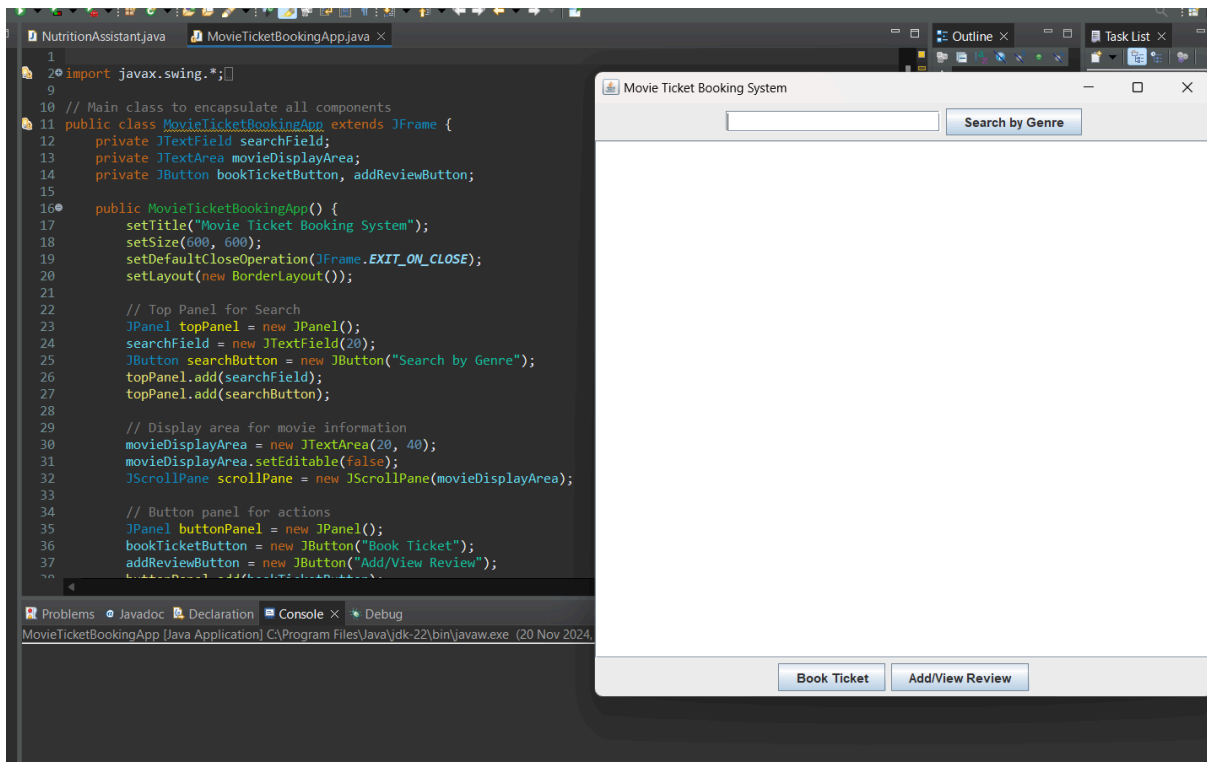 NutritionAssistant.java
MovieTicketBookingApp.java
Outline
Task List
1
2 import javax.swing.*;
9
10 // Main class to encapsulate all components
11 public class MovieTicketBookingApp extends JFrame {
12 private JTextField searchField;
13 private JTextArea movieDisplayArea;
14 private JButton bookTicketButton, addReviewButton;
15
16 public MovieTicketBookingApp() {
17 setTitle("Movie Ticket Booking System");
18 setSize(600, 600);
19 setDefaultCloseOperation(JFrame.EXIT_ON_CLOSE);
20 setLayout(new BorderLayout());
21
22 // Top Panel for Search
23 JPanel topPanel = new JPanel();
24 searchField = new JTextField(20);
25 JButton searchButton = new JButton("Search by Genre");
26 topPanel.add(searchField);
27 topPanel.add(searchButton);
28
29 // Display area for movie information
30 movieDisplayArea = new JTextArea(20, 40);
31 movieDisplayArea.setEditable(false);
32 JScrollPane scrollPane = new JScrollPane(movieDisplayArea);
33
34 // Button panel for actions
35 JPanel buttonPanel = new JPanel();
36 bookTicketButton = new JButton("Book Ticket");
37 addReviewButton = new JButton("Add/View Review");
Problems
Javadoc
Declaration
Console
Debug
MovieTicketBookingApp [Java Application] C:\Program Files\Java\jdk-22\bin\javaw.exe (20 Nov 2024,
Movie Ticket Booking System
Search by Genre
Book Ticket
Add/View Review